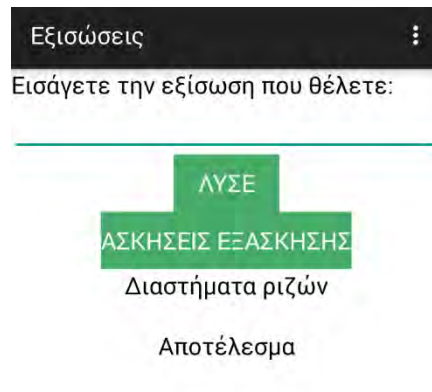 Εξισώσεις
Εισάγετε την εξίσωση που θέλετε:
ΛΥΣΕ
ΑΣΚΗΣΕΙΣ ΕΞΑΣΚΗΣΗΣ
Διαστήματα ριζών
Αποτέλεσμα